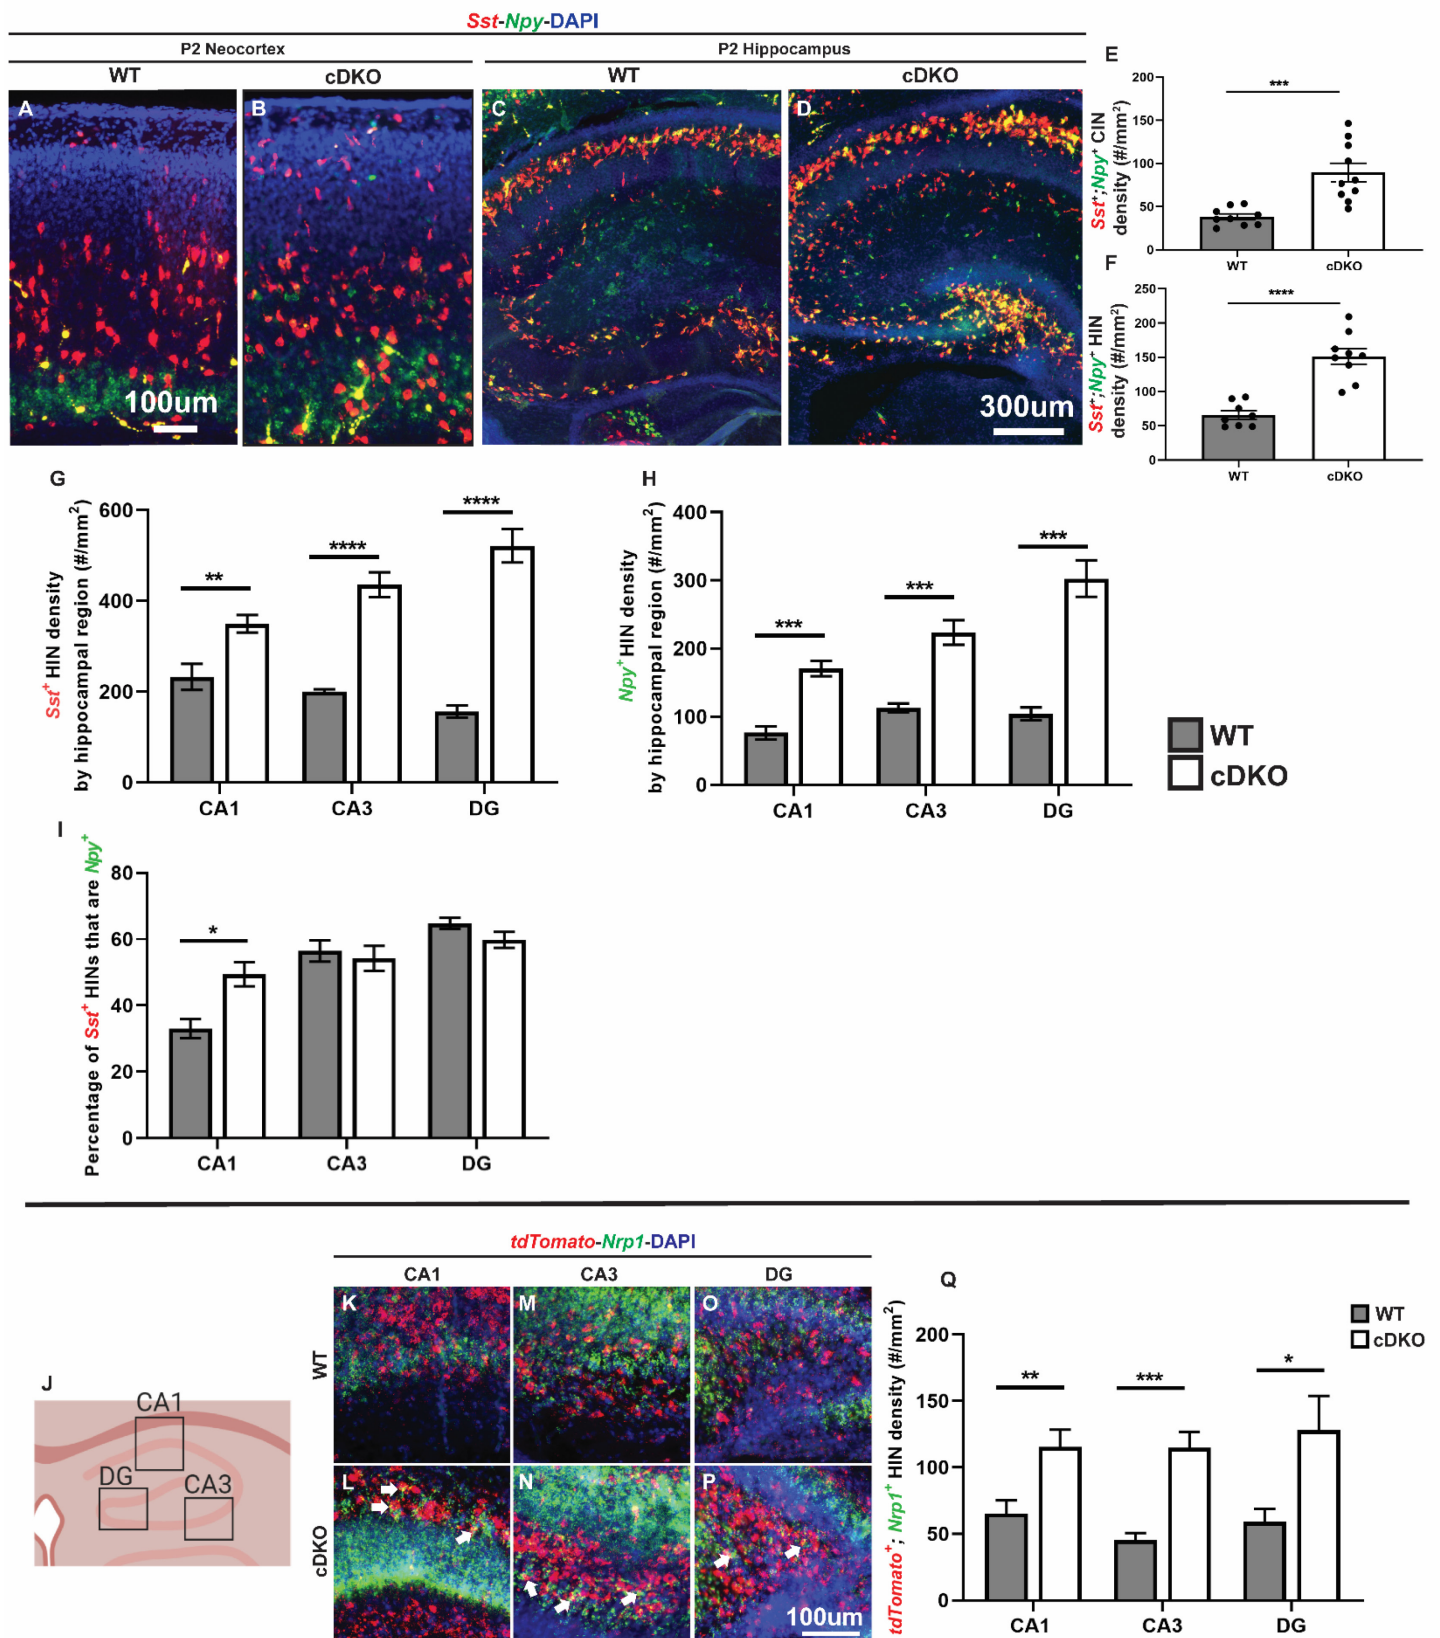 Sst-Npy-DAPI
P2 Neocortex
P2 Hippocampus
WT
cDKO
WT
cDKO
A
B
C
D
100um
300um
E
Sst⁺;Npy⁺ CIN
density (#/mm²)
200
150
100
50
0
***
WT
cDKO
F
Sst⁺;Npy⁺ HIN
density (#/mm²)
250
200
150
100
50
0
****
WT
cDKO
G
Sst⁺ HIN density
by hippocampal region (#/mm²)
600
400
200
0
**
****
****
CA1
CA3
DG
H
Npy⁺ HIN density
by hippocampal region (#/mm²)
400
300
200
100
0
***
***
***
CA1
CA3
DG
WT
cDKO
I
Percentage of Sst⁺ HINs that are Npy⁺
80
60
40
20
0
*
CA1
CA3
DG
tdTomato-Nrp1-DAPI
CA1
CA3
DG
WT
cDKO
J
CA1
DG
CA3
K
M
O
L
N
P
100um
Q
tdTomato⁺; Nrp1⁺ HIN density (#/mm²)
200
150
100
50
0
**
***
*
CA1
CA3
DG
WT
cDKO